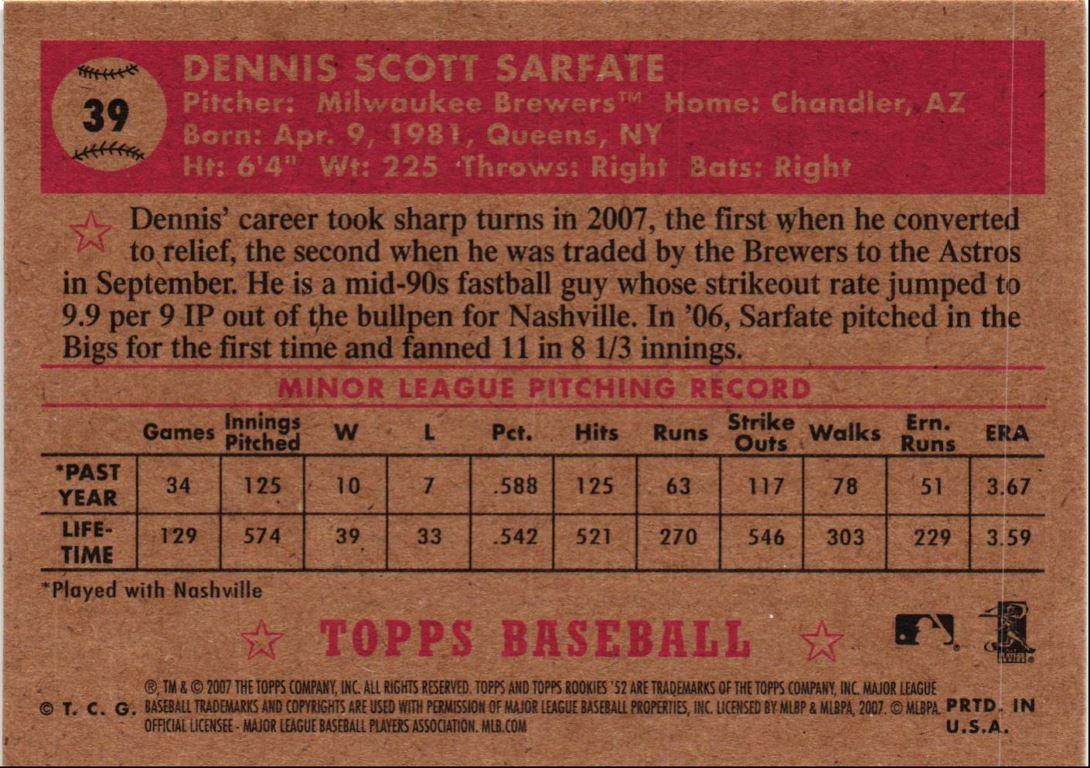 39
DENNIS SCOTT SARFATE
Pitcher: Milwaukee Brewers™ Home: Chandler, AZ
Born: Apr. 9, 1981, Queens, NY
Ht: 6'4" Wt: 225 Throws: Right Bats: Right
Dennis' career took sharp turns in 2007, the first when he converted
to relief, the second when he was traded by the Brewers to the Astros
in September. He is a mid-90s fastball guy whose strikeout rate jumped to
9.9 per 9 IP out of the bullpen for Nashville. In '06, Sarfate pitched in the
Bigs for the first time and fanned 11 in 8 1/3 innings.
MINOR LEAGUE PITCHING RECORD
Games Innings Pitched W L Pct. Hits Runs Strike Outs Walks Ern. Runs ERA
*PAST YEAR 34 125 10 7 .588 125 63 117 78 51 3.67
LIFE-TIME 129 574 39 33 .542 521 270 546 303 229 3.59
*Played with Nashville
TOPPS BASEBALL
®, TM & © 2007 THE TOPPS COMPANY, INC. ALL RIGHTS RESERVED. TOPPS AND TOPPS ROOKIES '52 ARE TRADEMARKS OF THE TOPPS COMPANY, INC. MAJOR LEAGUE
© T. C. G. BASEBALL TRADEMARKS AND COPYRIGHTS ARE USED WITH PERMISSION OF MAJOR LEAGUE BASEBALL PROPERTIES, INC. LICENSED BY MLBP & MLBPA, 2007. © MLBPA. PRTD. IN
OFFICIAL LICENSEE - MAJOR LEAGUE BASEBALL PLAYERS ASSOCIATION. MLB.COM U.S.A.